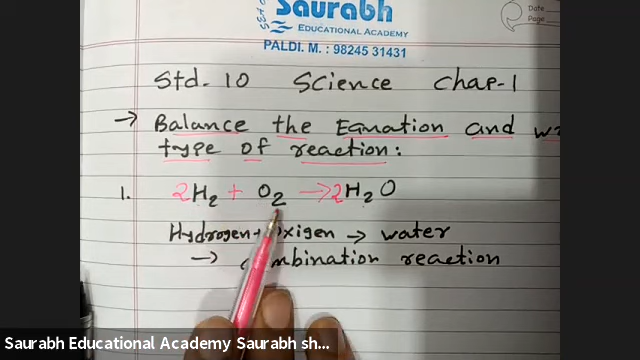 Saurabh
EDUCATIONAL ACADEMY
PALDI. M. : 98245 31431
Date
Page
Std. 10 Science Chap-1
→ Balance the Equation and
type of reaction:
1. 2H₂ + O₂ → 2H₂O
Hydrogen + Oxigen → water
→ combination reaction
Saurabh Educational Academy Saurabh sh...